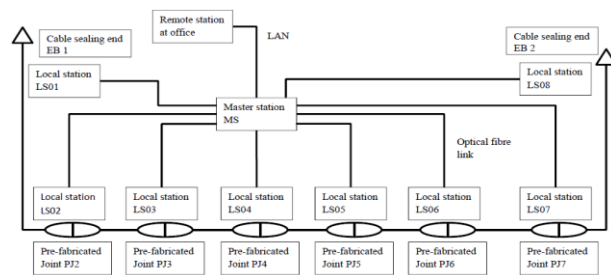 Remote station
at office
LAN
Cable sealing end
EB 1
Cable sealing end
EB 2
Local station
LS01
Local station
LS08
Master station
MS
Optical fibre
link
Local station
LS02
Local station
LS03
Local station
LS04
Local station
LS05
Local station
LS06
Local station
LS07
Pre-fabricated
Joint PJ2
Pre-fabricated
Joint PJ3
Pre-fabricated
Joint PJ4
Pre-fabricated
Joint PJ5
Pre-fabricated
Joint PJ6
Pre-fabricated
Joint PJ7